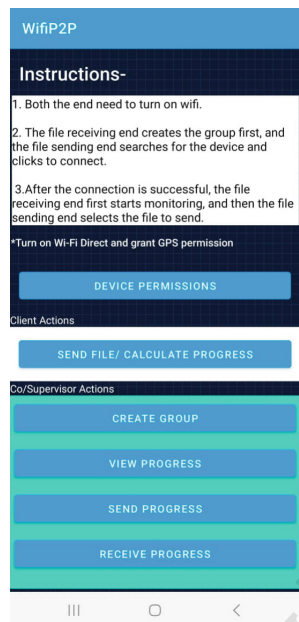 WifiP2P
Instructions-
1. Both the end need to turn on wifi.
2. The file receiving end creates the group first, and
the file sending end searches for the device and
clicks to connect.
3.After the connection is successful, the file
receiving end first starts monitoring, and then the file
sending end selects the file to send.
*Turn on Wi-Fi Direct and grant GPS permission
DEVICE PERMISSIONS
Client Actions
SEND FILE/ CALCULATE PROGRESS
Co/Supervisor Actions
CREATE GROUP
VIEW PROGRESS
SEND PROGRESS
RECEIVE PROGRESS